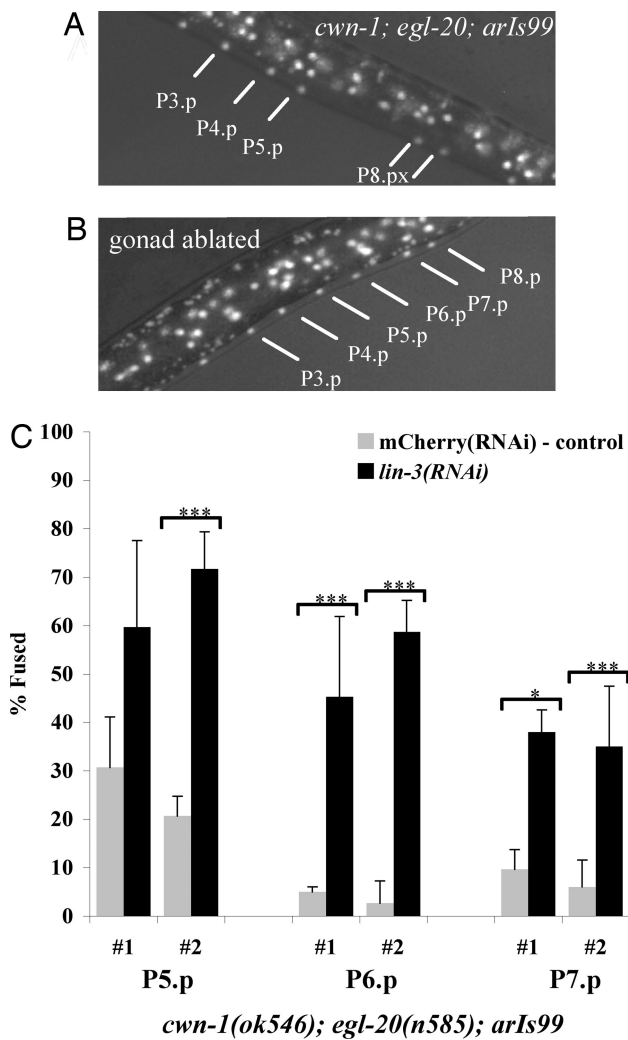 A
cwn-1; egl-20; arIs99
P3.p
P4.p
P5.p
P8.px
B
gonad ablated
P8.p
P7.p
P6.p
P5.p
P4.p
P3.p
C
mCherry(RNAi) - control
lin-3(RNAi)
% Fused
100
90
80
70
60
50
40
30
20
10
0
***
***
***
*
***
#1 #2 #1 #2 #1 #2
P5.p P6.p P7.p
cwn-1(ok546); egl-20(n585); arIs99